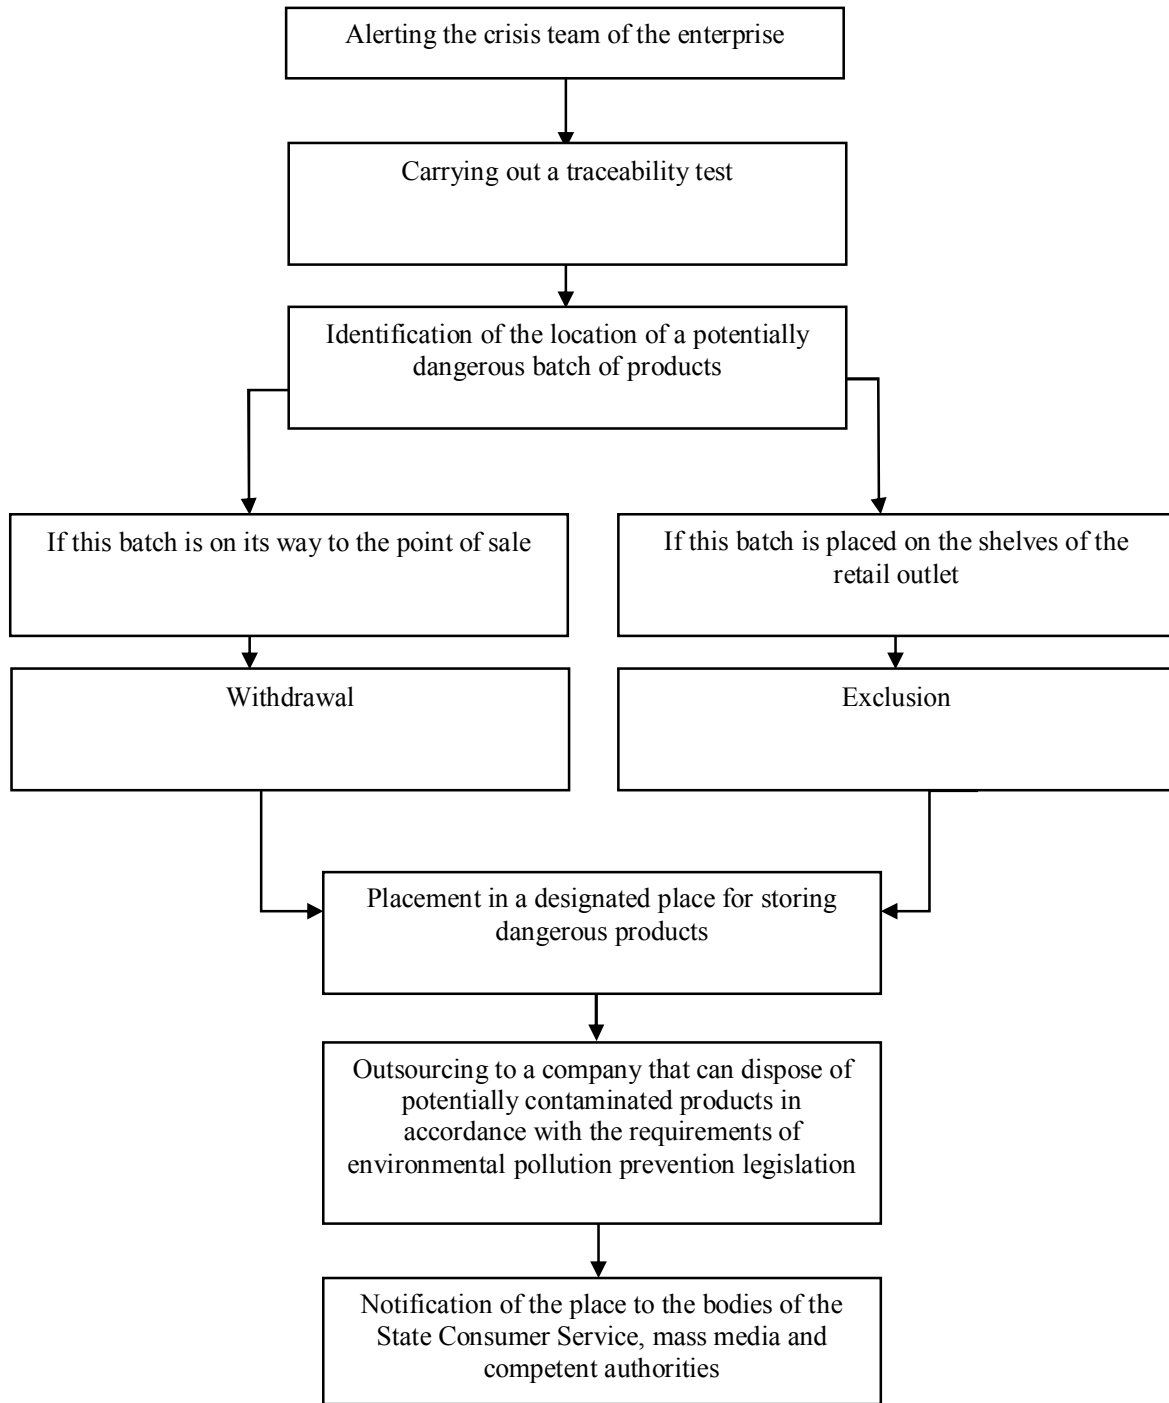 Alerting the crisis team of the enterprise
Carrying out a traceability test
Identification of the location of a potentially
dangerous batch of products
If this batch is on its way to the point of sale
If this batch is placed on the shelves of the
retail outlet
Withdrawal
Exclusion
Placement in a designated place for storing
dangerous products
Outsourcing to a company that can dispose of
potentially contaminated products in
accordance with the requirements of
environmental pollution prevention legislation
Notification of the place to the bodies of the
State Consumer Service, mass media and
competent authorities